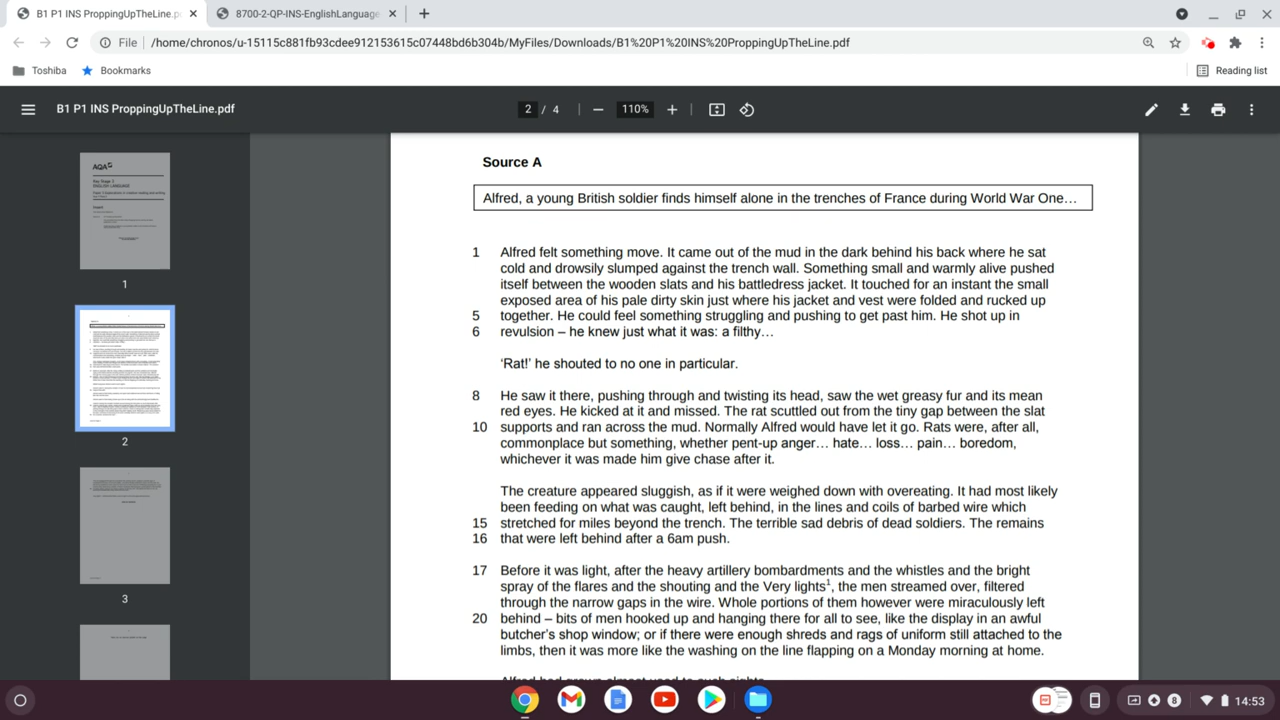 B1 P1 INS ProppingUpTheLine.p
8700-2-QP-INS-EnglishLanguage
File
/home/chronos/u-15115c881fb93cdee912153615c07448bd6b304b/MyFiles/Downloads/B1%20P1%20INS%20ProppingUpTheLine.pdf
Toshiba
Bookmarks
Reading list
B1 P1 INS ProppingUpTheLine.pdf
2 / 4
110%
AQA
1
2
3
Source A
Alfred, a young British soldier finds himself alone in the trenches of France during World War One…
1 Alfred felt something move. It came out of the mud in the dark behind his back where he sat
cold and drowsily slumped against the trench wall. Something small and warmly alive pushed
itself between the wooden slats and his battledress jacket. It touched for an instant the small
exposed area of his pale dirty skin just where his jacket and vest were folded and rucked up
5 together. He could feel something struggling and pushing to get past him. He shot up in
6 revulsion – he knew just what it was: a filthy…
‘Rat!’ he shouted to no one in particular.
8 He saw it there, pushing through and twisting its head, saw the wet greasy fur and its mean
red eyes. He kicked at it and missed. The rat scuttled out from the tiny gap between the slat
10 supports and ran across the mud. Normally Alfred would have let it go. Rats were, after all,
commonplace but something, whether pent-up anger… hate… loss… pain… boredom,
whichever it was made him give chase after it.
The creature appeared sluggish, as if it were weighed down with overeating. It had most likely
been feeding on what was caught, left behind, in the lines and coils of barbed wire which
15 stretched for miles beyond the trench. The terrible sad debris of dead soldiers. The remains
16 that were left behind after a 6am push.
17 Before it was light, after the heavy artillery bombardments and the whistles and the bright
spray of the flares and the shouting and the Very lights¹, the men streamed over, filtered
through the narrow gaps in the wire. Whole portions of them however were miraculously left
20 behind – bits of men hooked up and hanging there for all to see, like the display in an awful
butcher’s shop window; or if there were enough shreds and rags of uniform still attached to the
limbs, then it was more like the washing on the line flapping on a Monday morning at home.
8
14:53